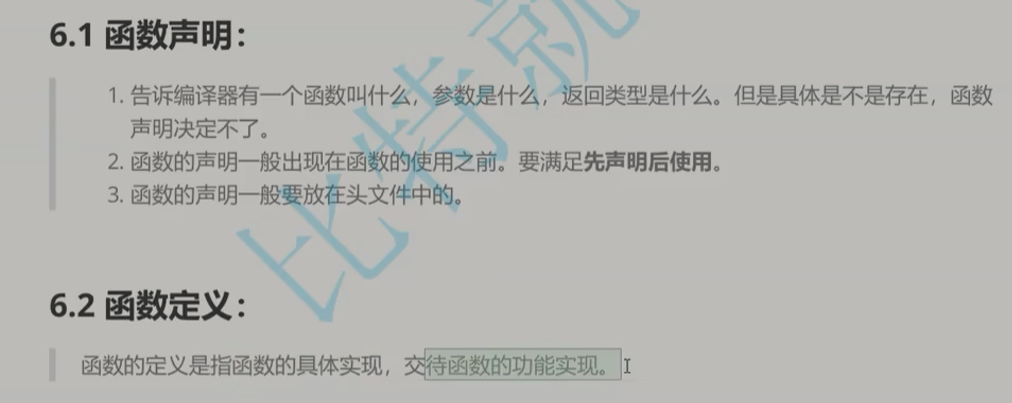 6.1 函数声明：
1. 告诉编译器有一个函数叫什么，参数是什么，返回类型是什么。但是具体是不是存在，函数
声明决定不了。
2. 函数的声明一般出现在函数的使用之前。要满足先声明后使用。
3. 函数的声明一般要放在头文件中的。
比特就
6.2 函数定义：
函数的定义是指函数的具体实现，交待函数的功能实现。